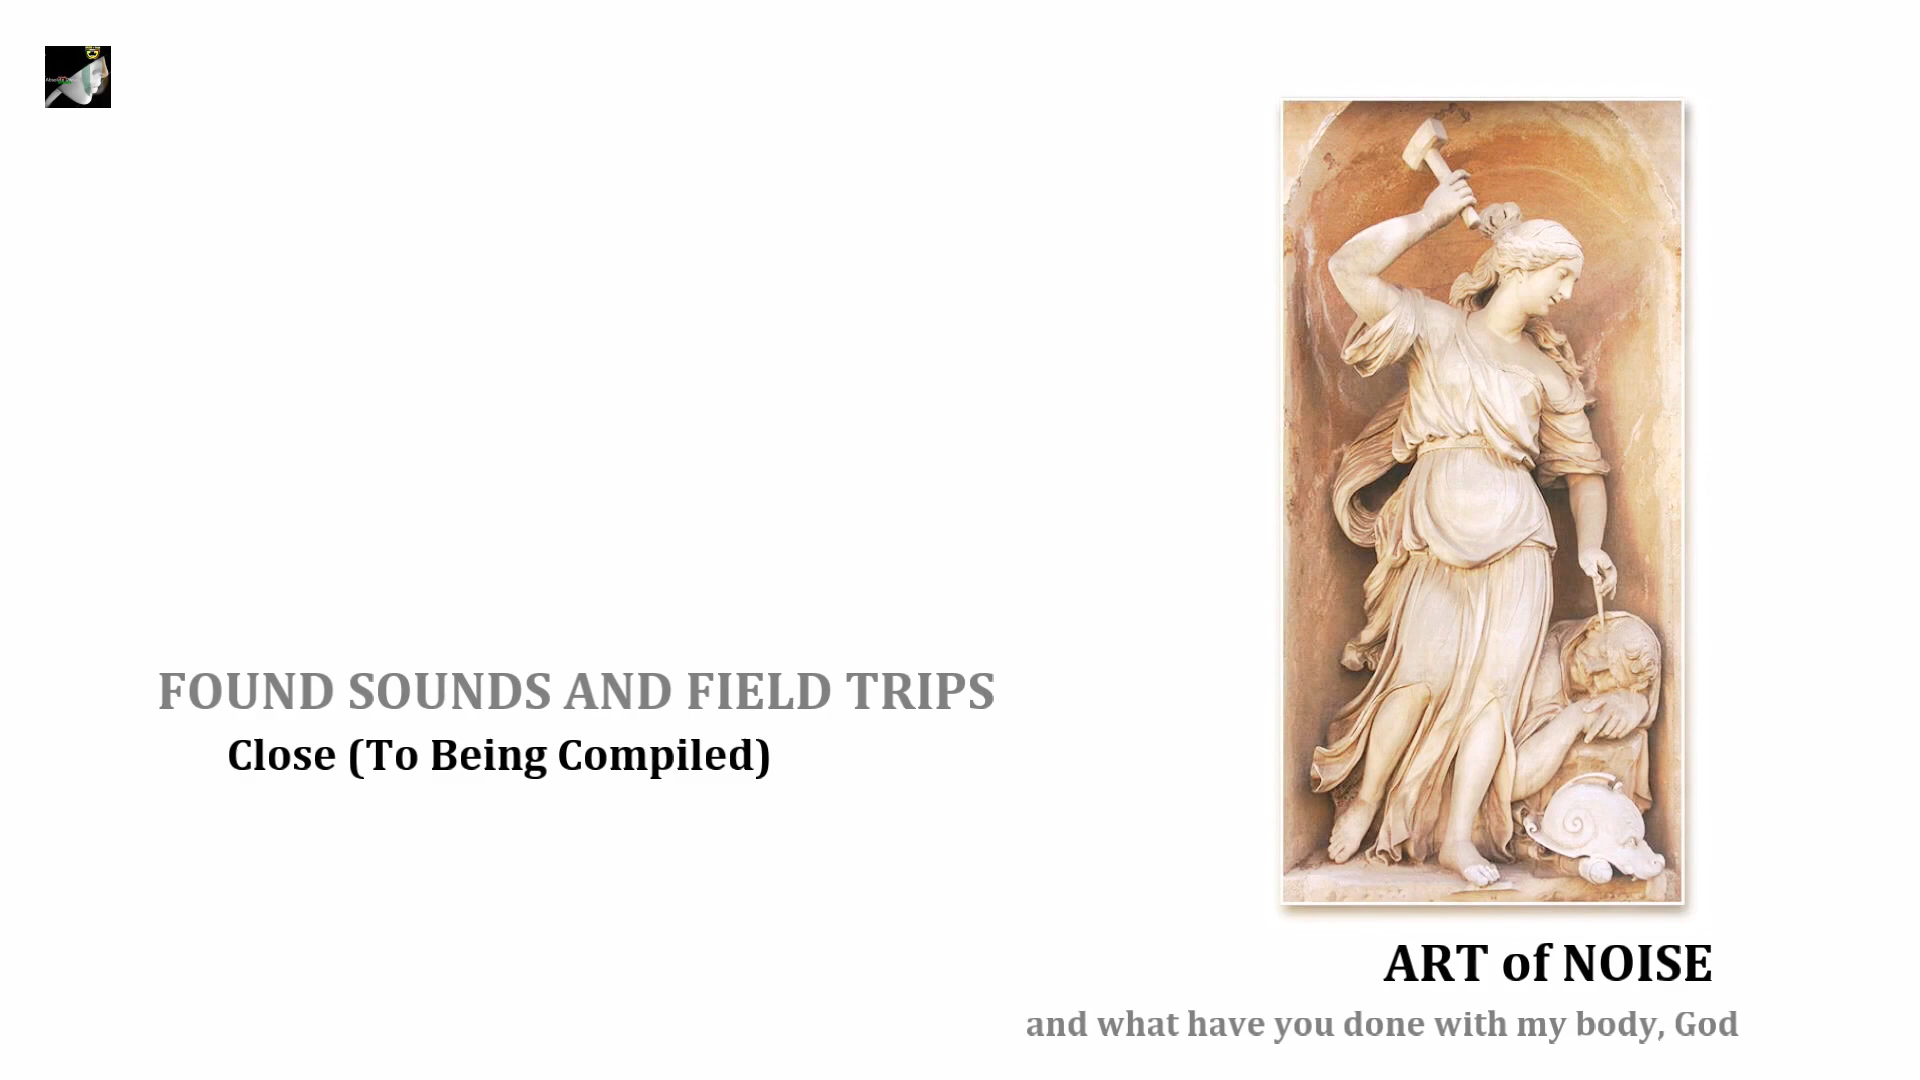 FOUND SOUNDS AND FIELD TRIPS
Close (To Being Compiled)
ART of NOISE
and what have you done with my body, God